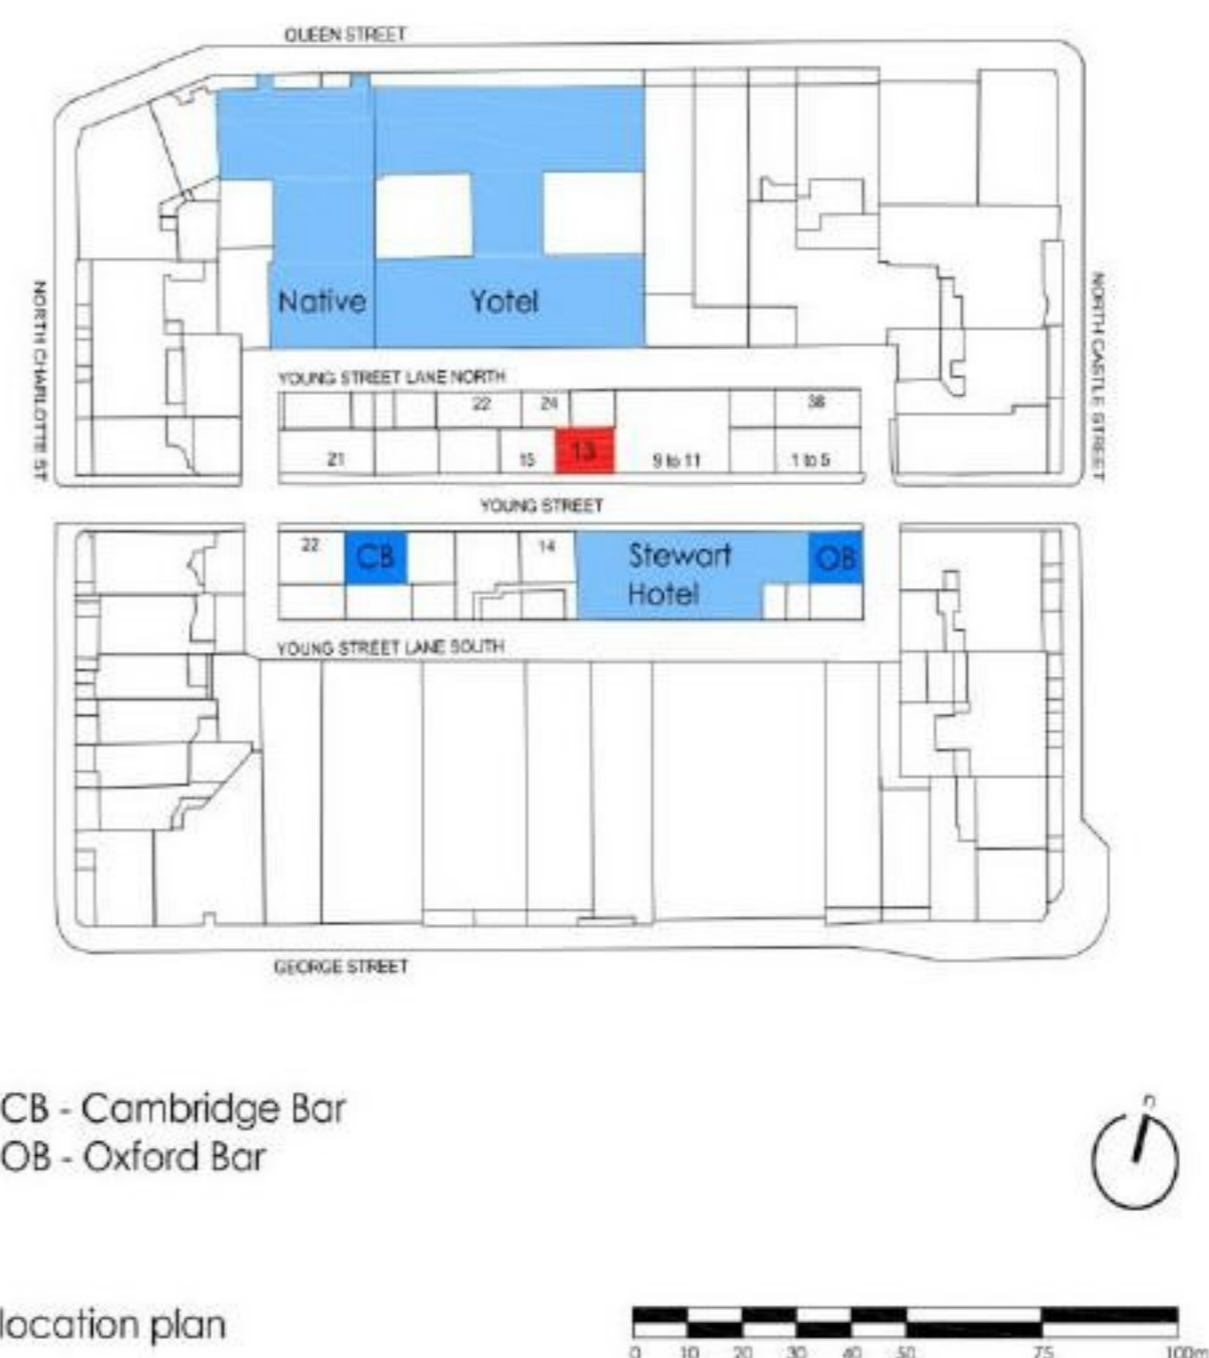 QUEEN STREET
NORTH CHARLOTTE ST
NORTH CASTLE STREET
Native
Yotel
YOUNG STREET LANE NORTH
22
24
38
21
15
13
9 to 11
1 to 5
YOUNG STREET
22
CB
14
Stewart
Hotel
OB
YOUNG STREET LANE SOUTH
GEORGE STREET
CB - Cambridge Bar
OB - Oxford Bar
n
location plan
0 10 20 30 40 50 75 100m